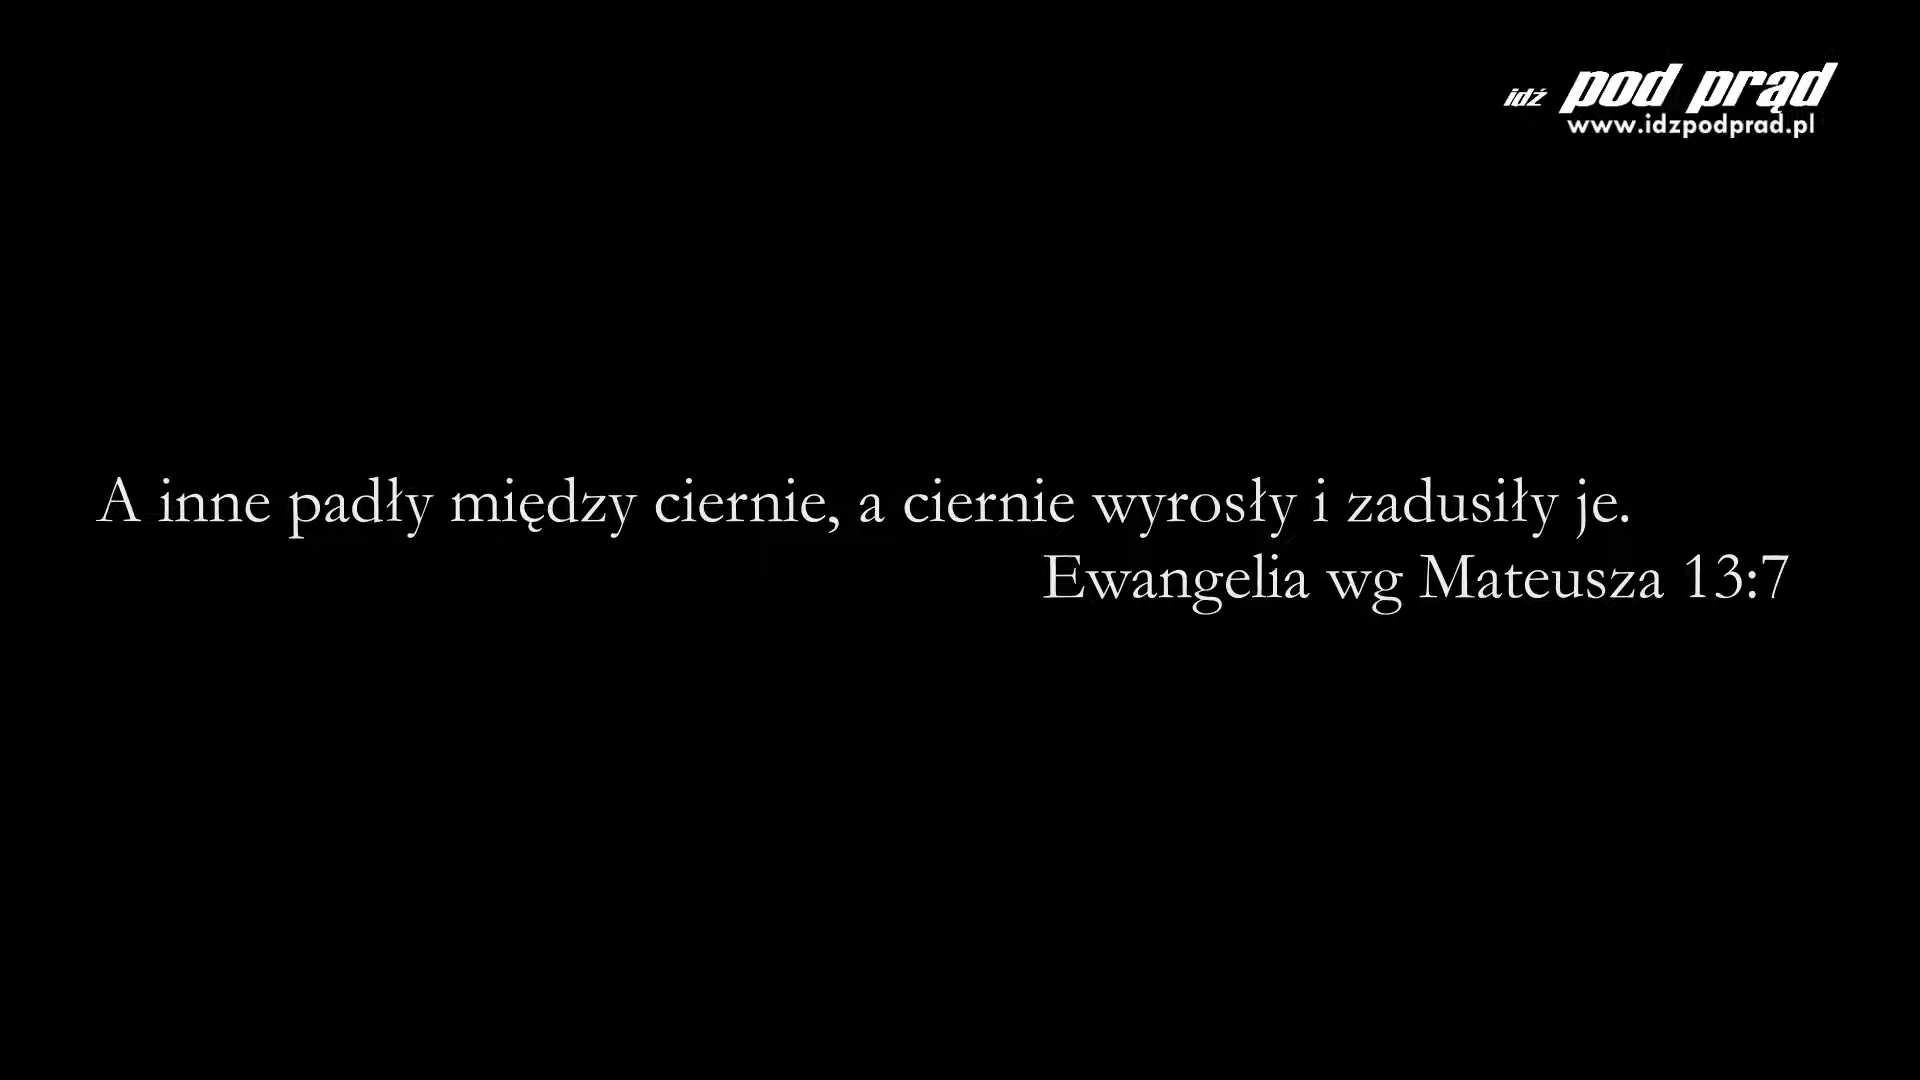 idź pod prąd
www.idzpodprad.pl
A inne padły między ciernie, a ciernie wyrosły i zadusiły je.
Ewangelia wg Mateusza 13:7